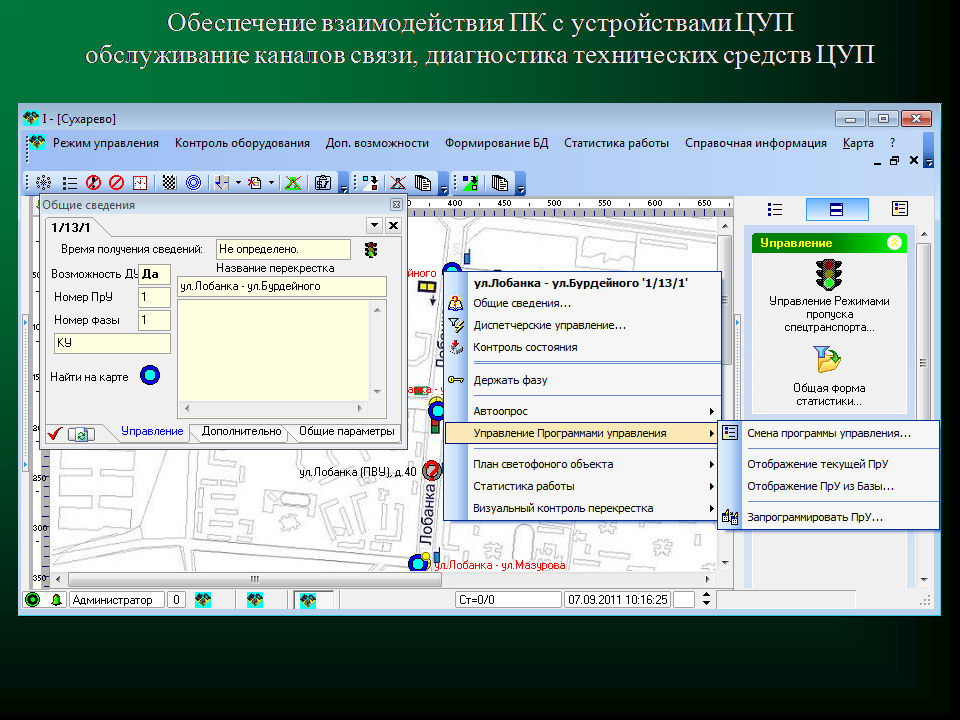 Обеспечение взаимодействия ПК с устройствами ЦУП
обслуживание каналов связи, диагностика технических средств ЦУП
I - [Сухарево]
Режим управления Контроль оборудования Доп. возможности Формирование БД Статистика работы Справочная информация Карта ?
Общие сведения
400 450 500 550 600 650
1/13/1
Время получения сведений: Не определено.
Название перекрестка
Возможность ДУ Да
ул.Лобанка - ул.Бурдейного
Номер ПрУ 1
Номер фазы 1
КУ
Найти на карте
Управление Дополнительно Общие параметры
ул.Лобанка - ул.Бурдейного '1/13/1'
Общие сведения...
Диспетчерские управление...
Контроль состояния
Держать фазу
Автоопрос
Управление Программами управления
План светофоного объекта
Статистика работы
Визуальный контроль перекрестка
Смена программы управления...
Отображение текущей ПрУ
Отображение ПрУ из Базы...
Запрограммировать ПрУ...
Управление
Управление Режимами
пропуска
спецтранспорта...
Общая форма
статистики...
ул.Лобанка (ПВУ), д.40
Лобанка
300
350
ул.Лобанка - ул.Мазурова
Администратор 0 Ст=0/0 07.09.2011 10:16:25